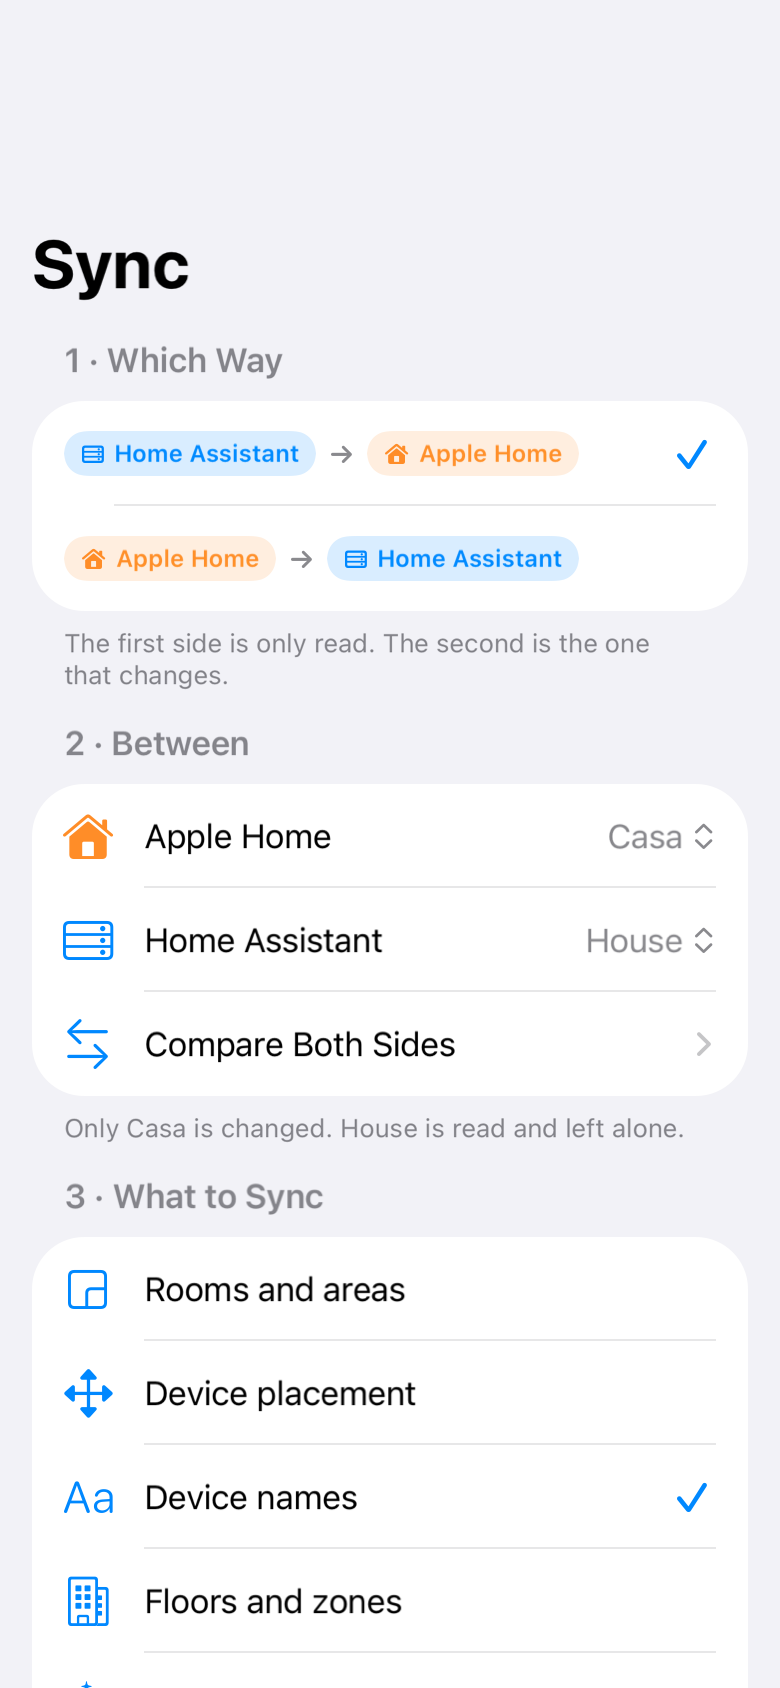 Sync
1 · Which Way
Home Assistant → Apple Home
Apple Home → Home Assistant
The first side is only read. The second is the one
that changes.
2 · Between
Apple Home Casa
Home Assistant House
Compare Both Sides
Only Casa is changed. House is read and left alone.
3 · What to Sync
Rooms and areas
Device placement
Aa Device names
Floors and zones